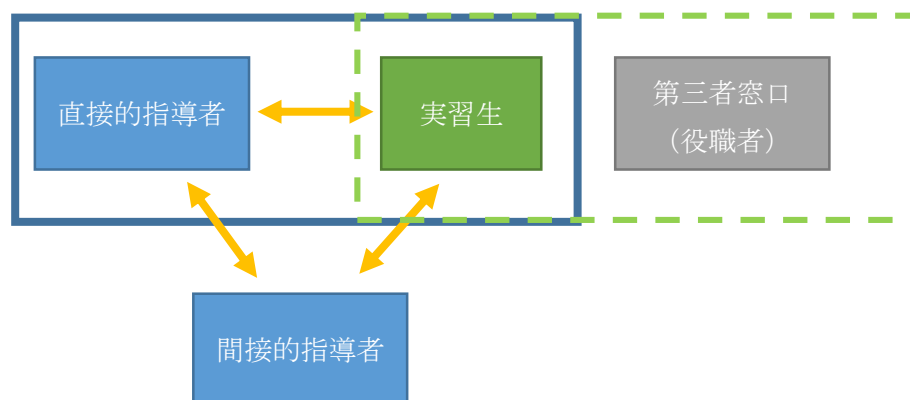 直接的指導者
実習生
第三者窓口
（役職者）
間接的指導者